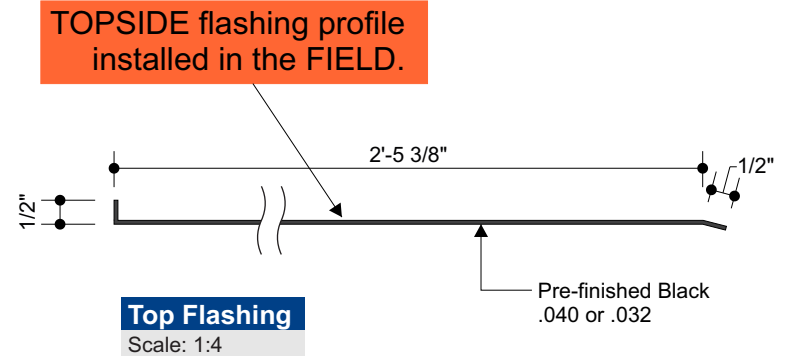 TOPSIDE flashing profile
installed in the FIELD.
2'-5 3/8"
1/2"
1/2"
Pre-finished Black
.040 or .032
Top Flashing
Scale: 1:4